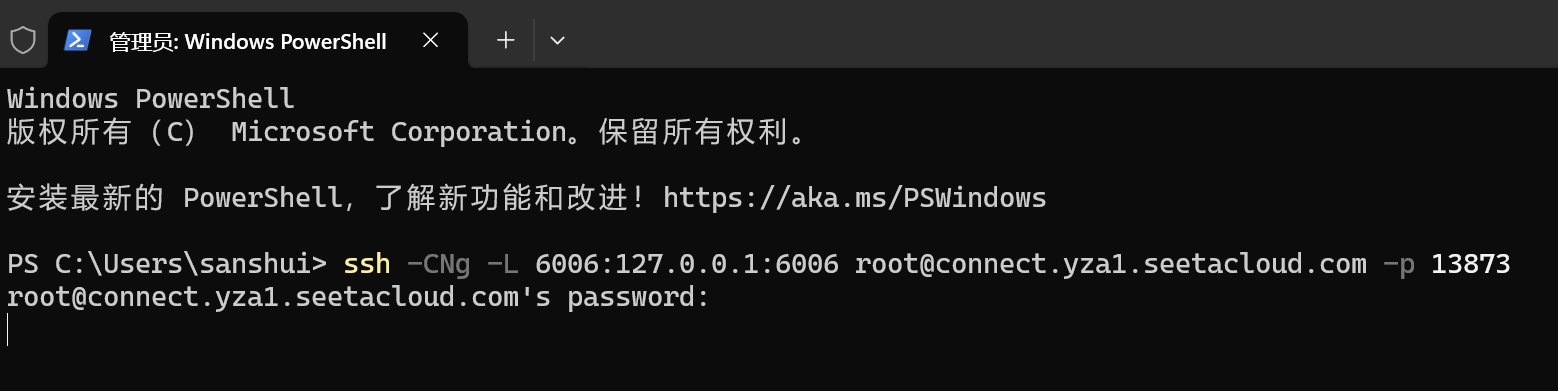 管理员: Windows PowerShell
Windows PowerShell
版权所有（C） Microsoft Corporation。保留所有权利。
安装最新的 PowerShell，了解新功能和改进！https://aka.ms/PSWindows
PS C:\Users\sanshui> ssh -CNg -L 6006:127.0.0.1:6006 root@connect.yza1.seetacloud.com -p 13873
root@connect.yza1.seetacloud.com's password: